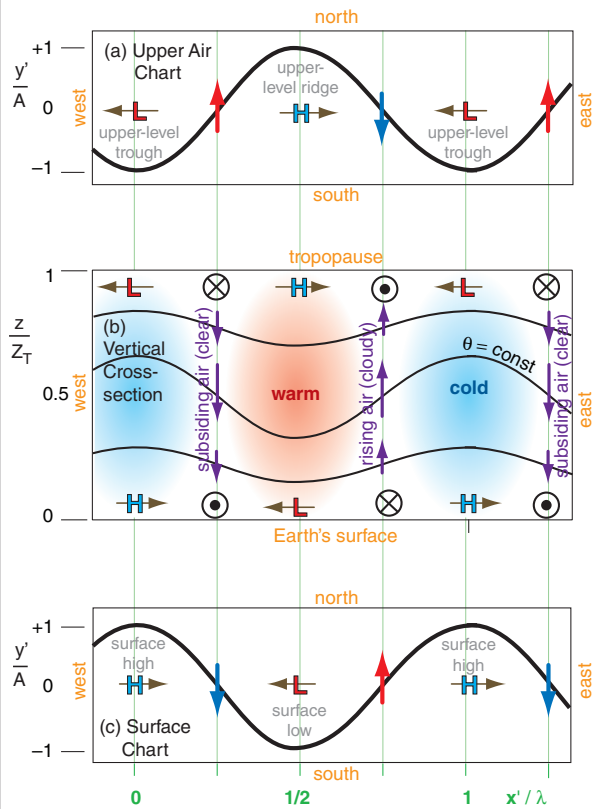 north
+1
(a) Upper Air
Chart
y'
A
0
-1
west
east
upper-
level ridge
L
H
L
upper-level
trough
upper-level
trough
south
tropopause
1
L
H
L
z
Z_T
(b)
Vertical
Cross-
section
0.5
west
east
subsiding air (clear)
warm
rising air (cloudy)
θ = const
cold
subsiding air (clear)
H
L
H
0
Earth's surface
north
+1
y'
A
0
-1
west
east
surface
high
H
L
surface
low
surface
high
H
(c) Surface
Chart
south
0
1/2
1
x' / λ